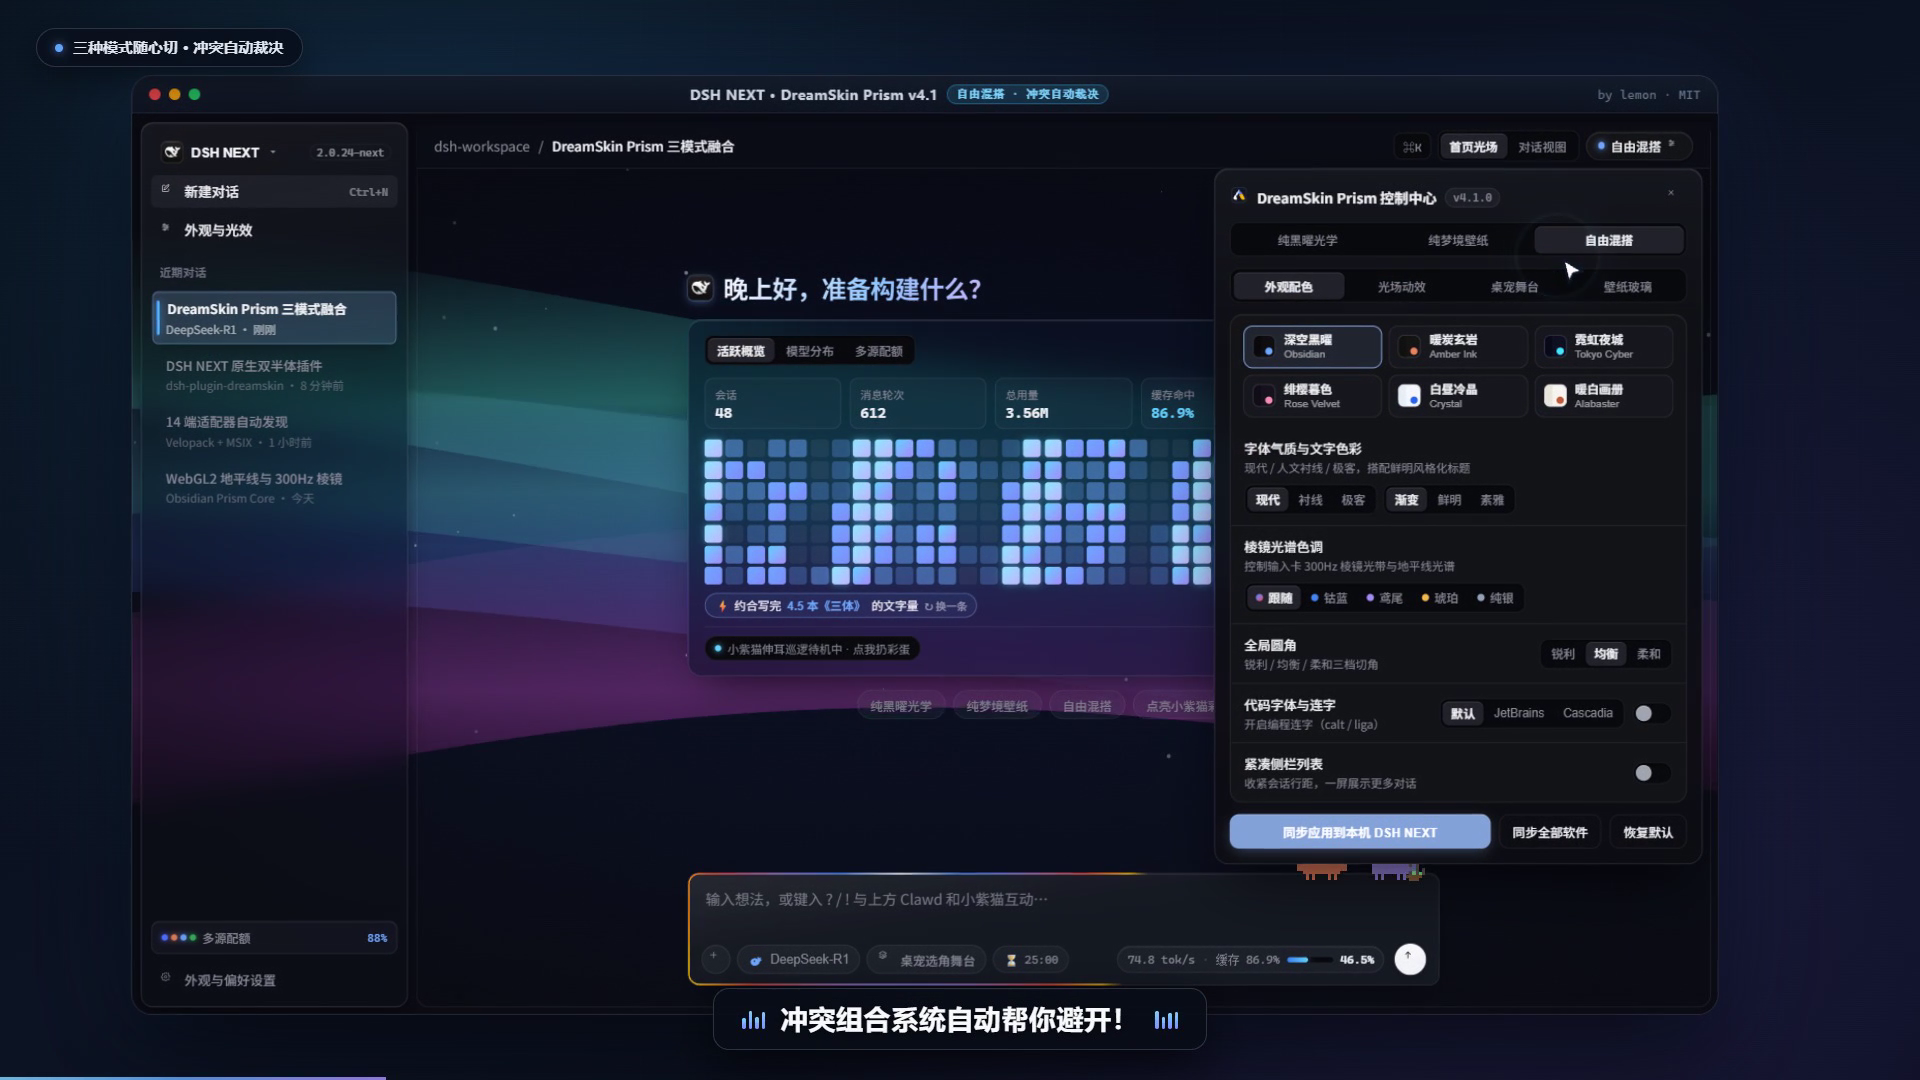 三种模式随心切 • 冲突自动裁决
DSH NEXT • DreamSkin Prism v4.1
自由混搭 · 冲突自动裁决
by lemon · MIT
DSH NEXT
2.0.24-next
新建对话
Ctrl+N
外观与光效
近期对话
DreamSkin Prism 三模式融合
DeepSeek-R1 • 刚刚
DSH NEXT 原生双半体插件
dsh-plugin-dreamskin • 8 分钟前
14 端适配器自动发现
Velopack + MSIX • 1 小时前
WebGL2 地平线与 300Hz 棱镜
Obsidian Prism Core • 今天
多源配额
88%
外观与偏好设置
dsh-workspace / DreamSkin Prism 三模式融合
⌘K
首页光场
对话视图
自由混搭
晚上好，准备构建什么？
活跃概览
模型分布
多源配额
会话
48
消息轮次
612
总用量
3.56M
缓存命中
86.9%
约合写完 4.5 本《三体》 的文字量 ↻ 换一条
小紫猫伸耳巡逻待机中 · 点我扔彩蛋
纯黑曜光学
纯梦境壁纸
自由混搭
点亮小紫猫
DreamSkin Prism 控制中心
v4.1.0
×
纯黑曜光学
纯梦境壁纸
自由混搭
外观配色
光场动效
桌宠舞台
壁纸玻璃
深空黑曜
Obsidian
暖炭玄岩
Amber Ink
霓虹夜城
Tokyo Cyber
绯樱暮色
Rose Velvet
白昼冷晶
Crystal
暖白画册
Alabaster
字体气质与文字色彩
现代 / 人文衬线 / 极客，搭配鲜明风格化标题
现代
衬线
极客
渐变
鲜明
素雅
棱镜光谱色调
控制输入卡 300Hz 棱镜光带与地平线光谱
跟随
钴蓝
鸢尾
琥珀
纯银
全局圆角
锐利 / 均衡 / 柔和三档切角
锐利
均衡
柔和
代码字体与连字
开启编程连字（calt / liga）
默认
JetBrains
Cascadia
紧凑侧栏列表
收紧会话行距，一屏展示更多对话
同步应用到本机 DSH NEXT
同步全部软件
恢复默认
输入想法，或键入 ? / ! 与上方 Clawd 和小紫猫互动…
+
DeepSeek-R1
桌宠选角舞台
25:00
74.8 tok/s · 缓存 86.9%
46.5%
冲突组合系统自动帮你避开！